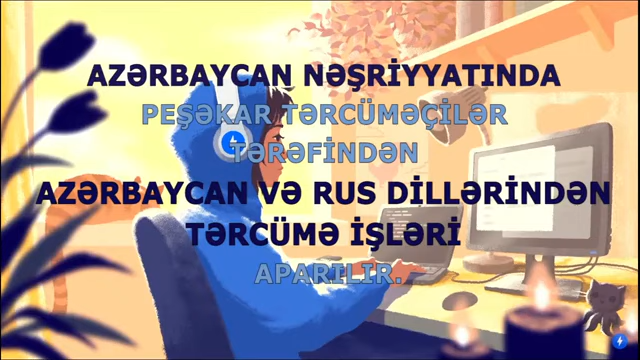 AZƏRBAYCAN NƏŞRİYYATINDA
PEŞƏKAR TƏRCÜMƏÇİLƏR
TƏRƏFİNDƏN
AZƏRBAYCAN VƏ RUS DİLLƏRİNDƏN
TƏRCÜMƏ İŞLƏRİ
APARILIR.